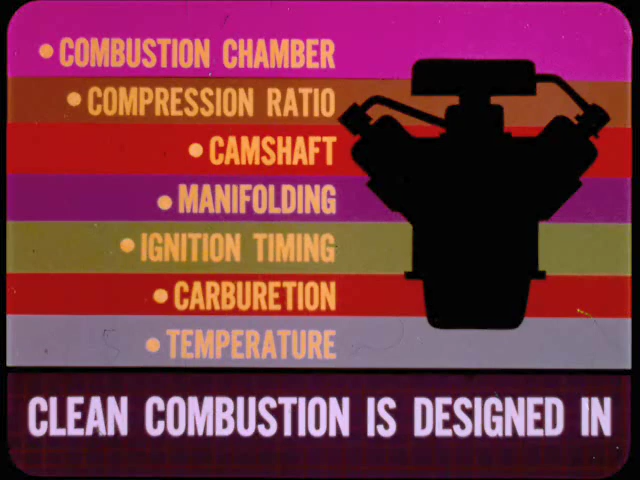 • COMBUSTION CHAMBER
• COMPRESSION RATIO
• CAMSHAFT
• MANIFOLDING
• IGNITION TIMING
• CARBURETION
• TEMPERATURE
CLEAN COMBUSTION IS DESIGNED IN